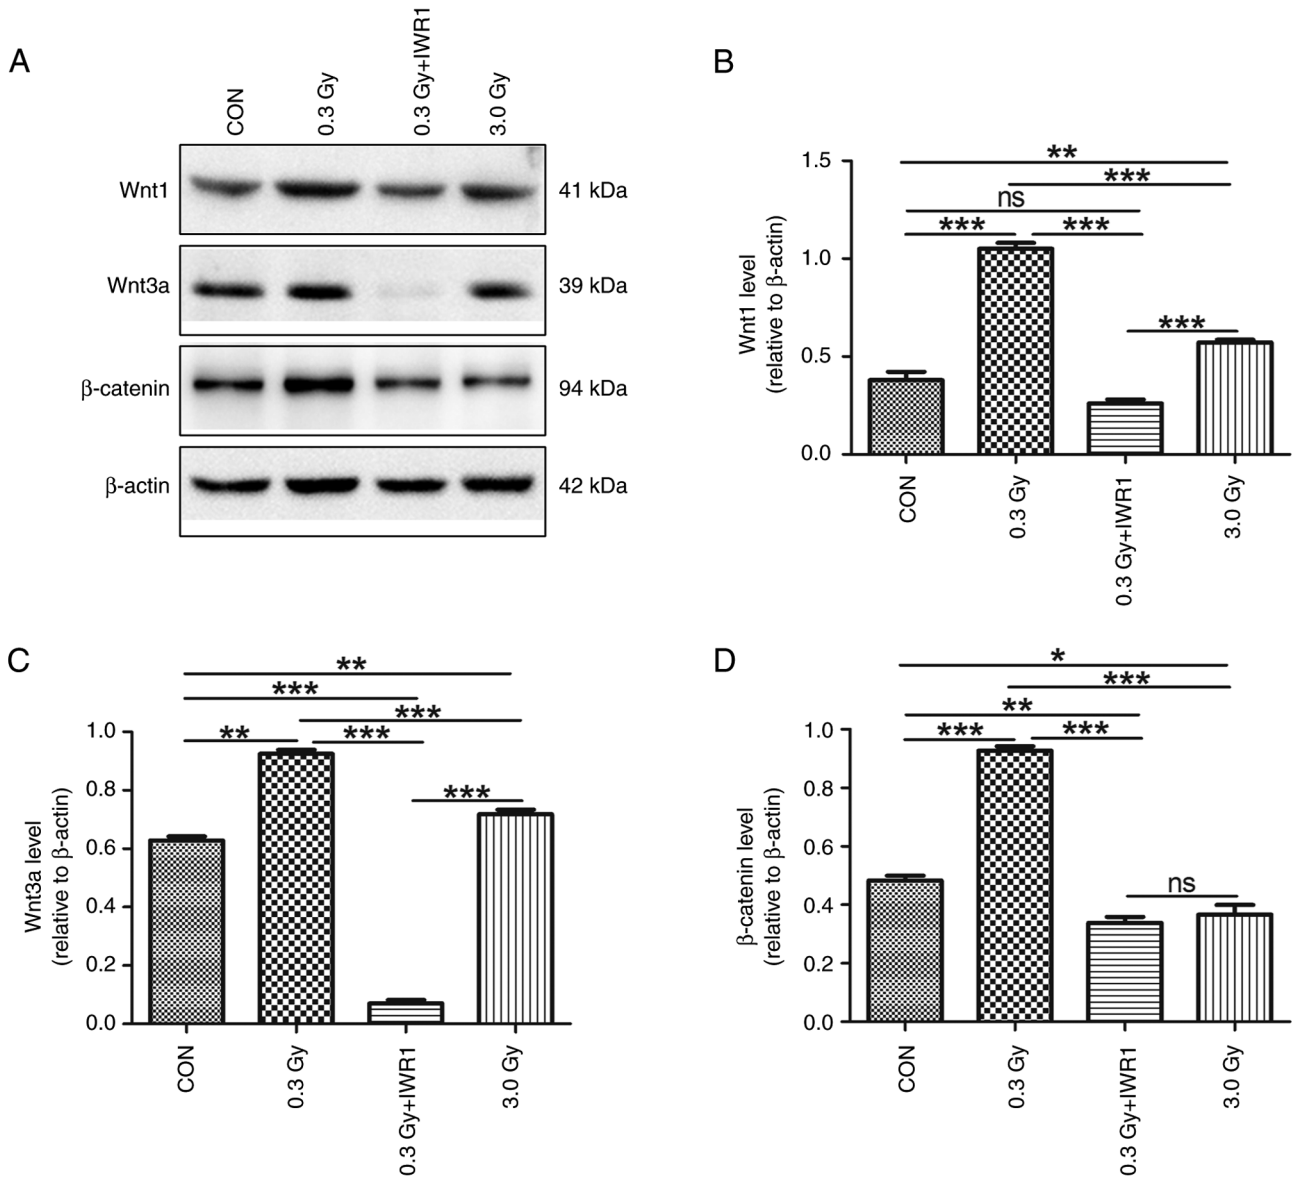 A
CON
0.3 Gy
0.3 Gy+IWR1
3.0 Gy
Wnt1
41 kDa
Wnt3a
39 kDa
β-catenin
94 kDa
β-actin
42 kDa
B
Wnt1 level
(relative to β-actin)
1.5
1.0
0.5
0.0
**
***
ns
***
***
***
CON
0.3 Gy
0.3 Gy+IWR1
3.0 Gy
C
Wnt3a level
(relative to β-actin)
1.0
0.8
0.6
0.4
0.2
0.0
**
***
***
**
***
***
CON
0.3 Gy
0.3 Gy+IWR1
3.0 Gy
D
β-catenin level
(relative to β-actin)
1.0
0.8
0.6
0.4
0.2
0.0
*
***
**
***
***
ns
CON
0.3 Gy
0.3 Gy+IWR1
3.0 Gy